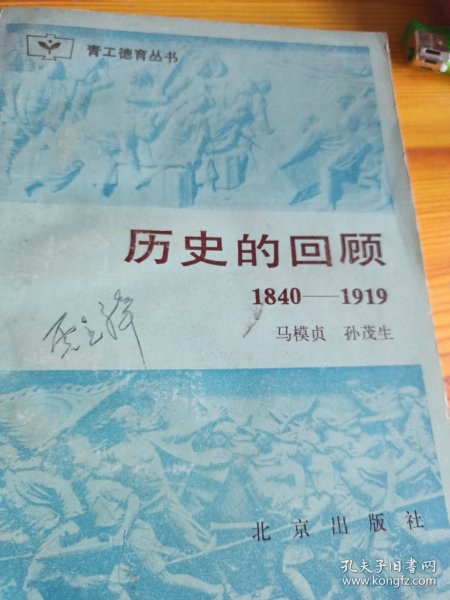 青工德育丛书
历史的回顾
1840——1919
马模贞 孙茂生
北京出版社
孔夫子旧书网
www.kongfz.com